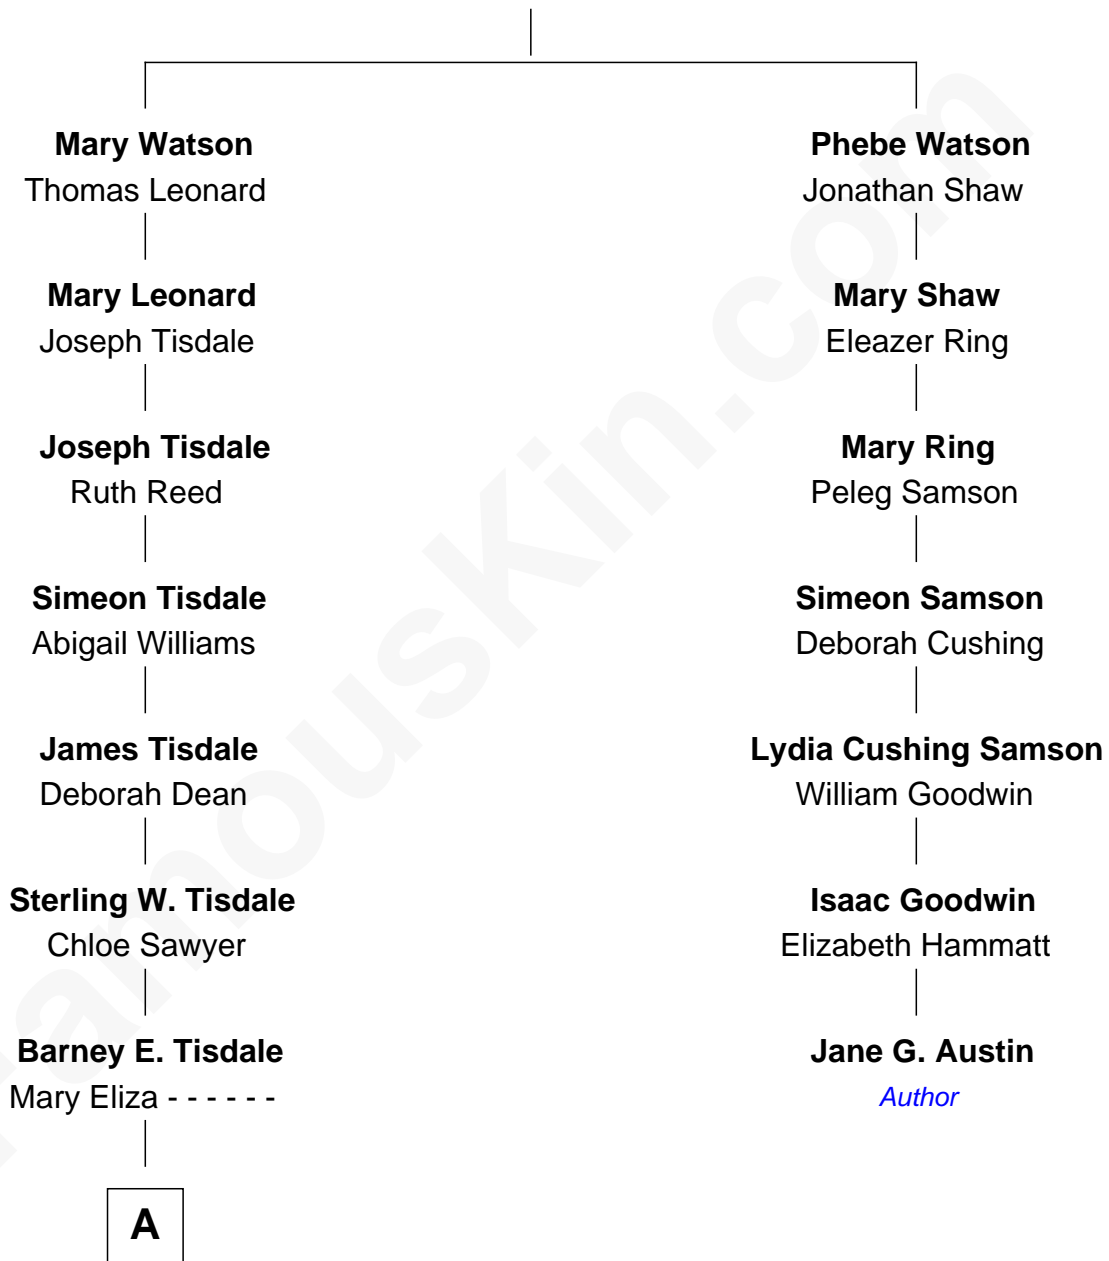 Mary Watson
Thomas Leonard
Mary Leonard
Joseph Tisdale
Joseph Tisdale
Ruth Reed
Simeon Tisdale
Abigail Williams
James Tisdale
Deborah Dean
Sterling W. Tisdale
Chloe Sawyer
Barney E. Tisdale
Mary Eliza - - - - - -
A
Phebe Watson
Jonathan Shaw
Mary Shaw
Eleazer Ring
Mary Ring
Peleg Samson
Simeon Samson
Deborah Cushing
Lydia Cushing Samson
William Goodwin
Isaac Goodwin
Elizabeth Hammatt
Jane G. Austin
Author
FamousKin.com